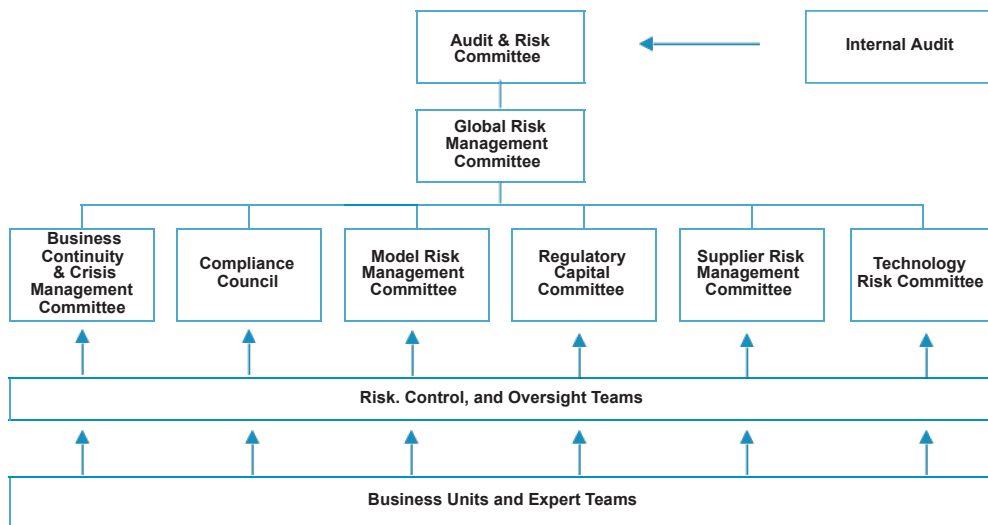 Audit & Risk
Committee
Internal Audit
Global Risk
Management
Committee
Business
Continuity
& Crisis
Management
Committee
Compliance
Council
Model Risk
Management
Committee
Regulatory
Capital
Committee
Supplier Risk
Management
Committee
Technology
Risk Committee
Risk. Control, and Oversight Teams
Business Units and Expert Teams